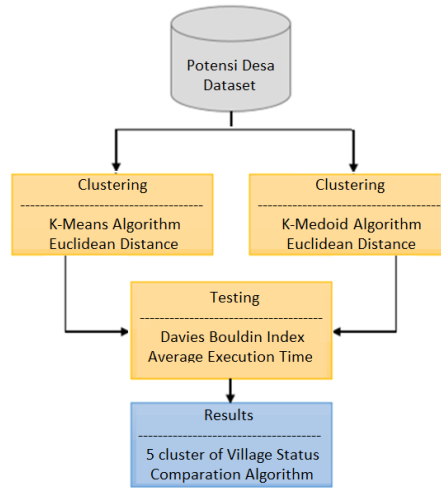 Potensi Desa
Dataset
Clustering
K-Means Algorithm
Euclidean Distance
Clustering
K-Medoid Algorithm
Euclidean Distance
Testing
Davies Bouldin Index
Average Execution Time
Results
5 cluster of Village Status
Comparation Algorithm